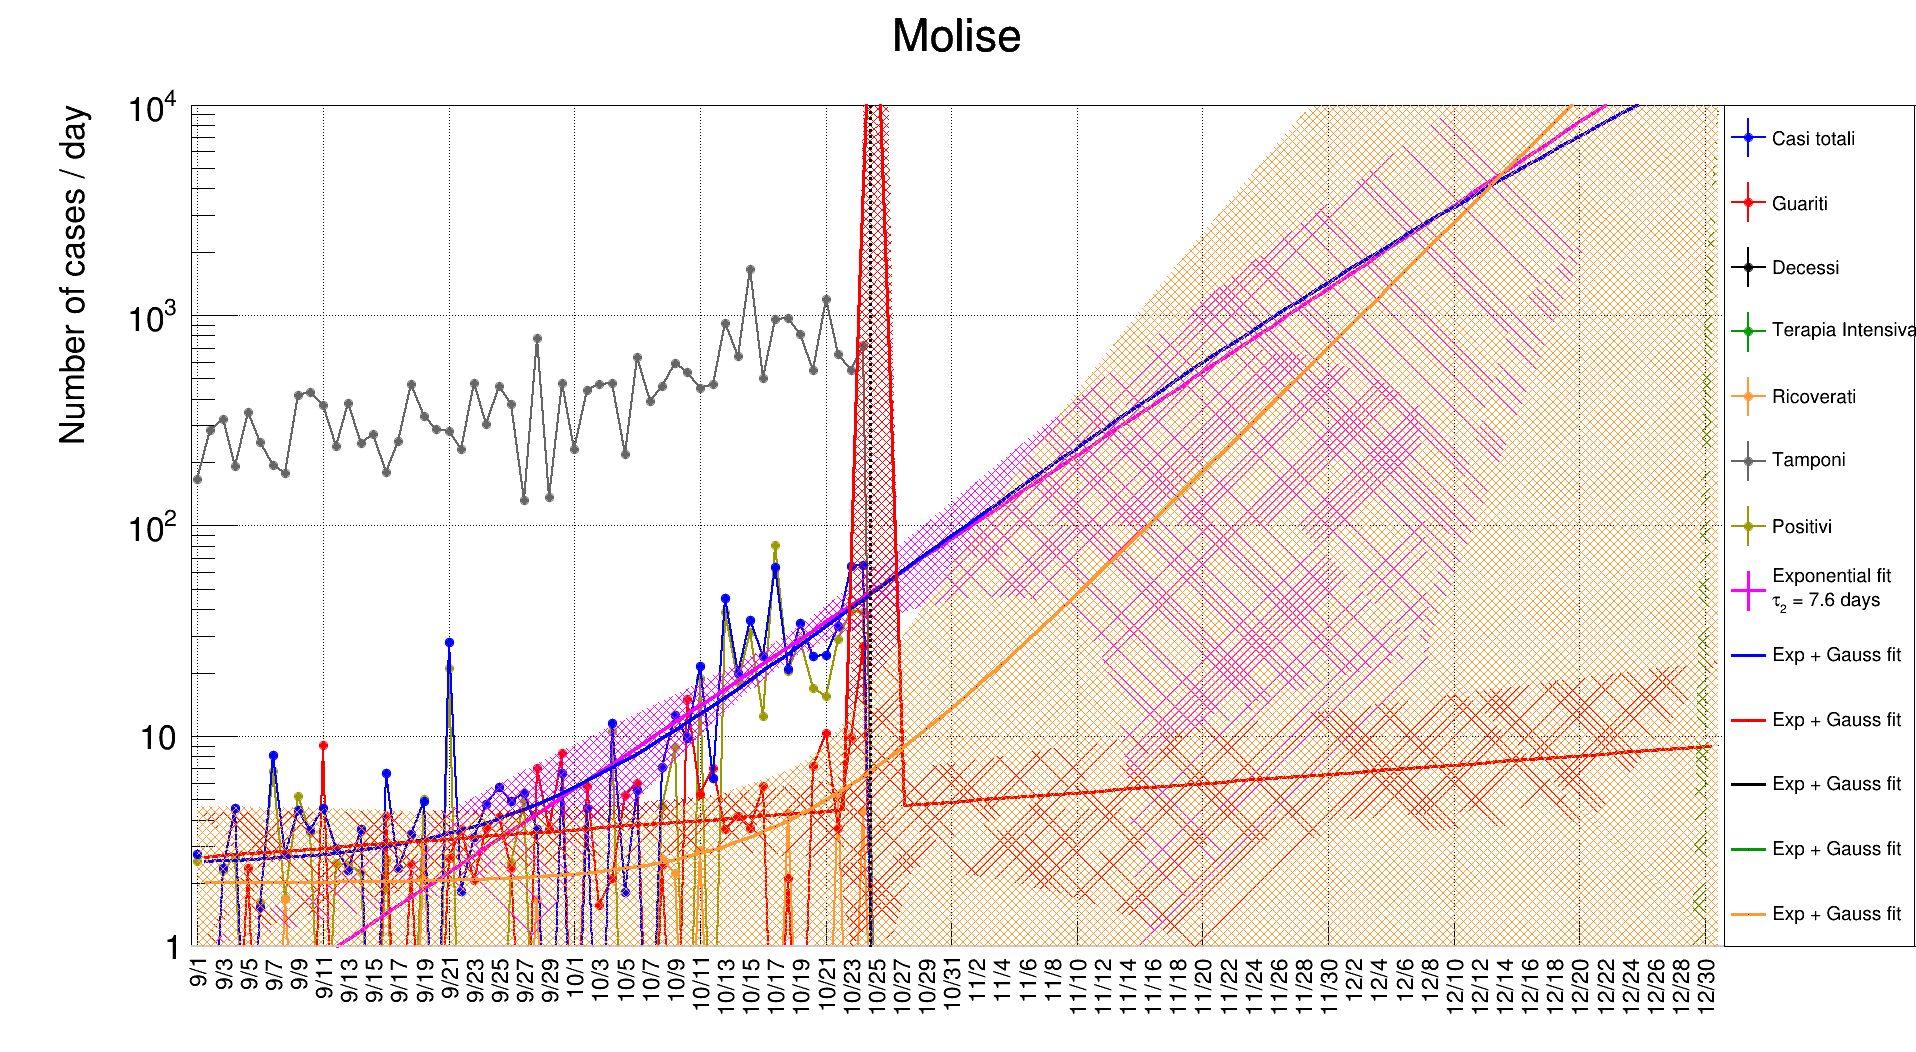 Molise
Number of cases / day
10⁴
10³
10²
10
1
9/1 9/3 9/5 9/7 9/9 9/11 9/13 9/15 9/17 9/19 9/21 9/23 9/25 9/27 9/29 10/1 10/3 10/5 10/7 10/9 10/11 10/13 10/15 10/17 10/19 10/21 10/23 10/25 10/27 10/29 10/31 11/2 11/4 11/6 11/8 11/10 11/12 11/14 11/16 11/18 11/20 11/22 11/24 11/26 11/28 11/30 12/2 12/4 12/6 12/8 12/10 12/12 12/14 12/16 12/18 12/20 12/22 12/24 12/26 12/28 12/30
Casi totali
Guariti
Decessi
Terapia Intensiva
Ricoverati
Tamponi
Positivi
Exponential fit
τ₂ = 7.6 days
Exp + Gauss fit
Exp + Gauss fit
Exp + Gauss fit
Exp + Gauss fit
Exp + Gauss fit